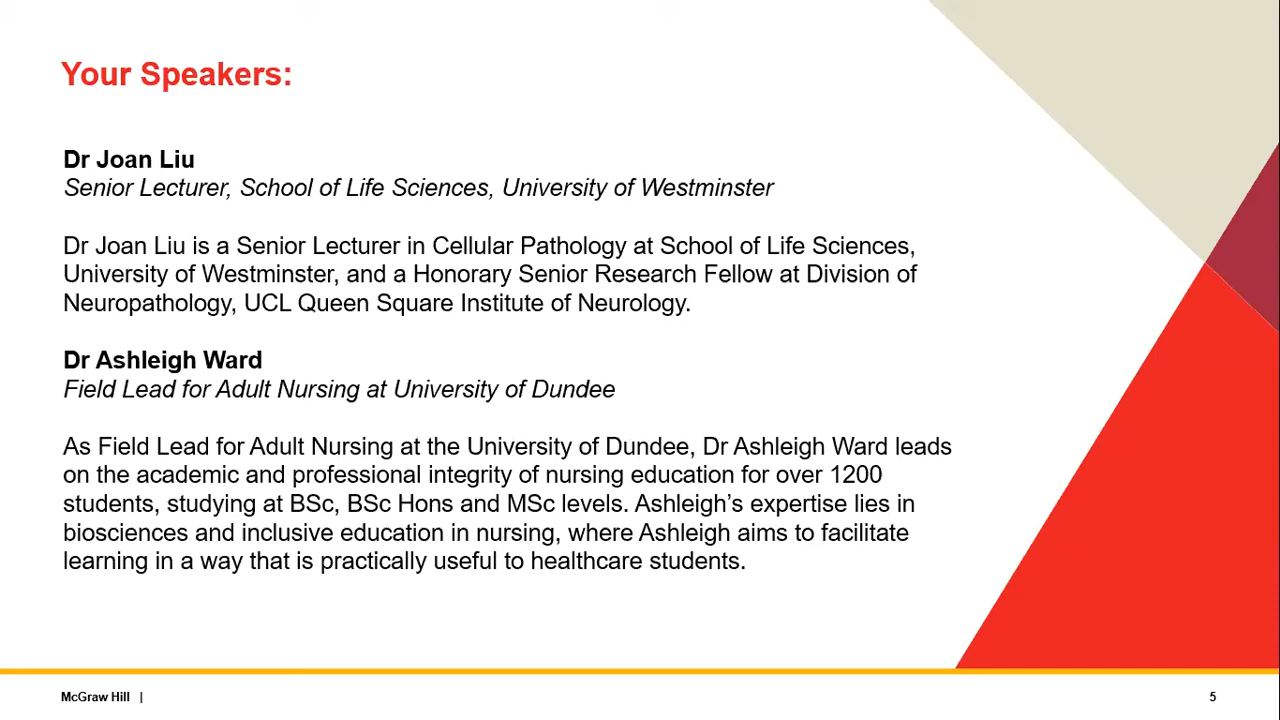 Your Speakers:
Dr Joan Liu
Senior Lecturer, School of Life Sciences, University of Westminster
Dr Joan Liu is a Senior Lecturer in Cellular Pathology at School of Life Sciences,
University of Westminster, and a Honorary Senior Research Fellow at Division of
Neuropathology, UCL Queen Square Institute of Neurology.
Dr Ashleigh Ward
Field Lead for Adult Nursing at University of Dundee
As Field Lead for Adult Nursing at the University of Dundee, Dr Ashleigh Ward leads
on the academic and professional integrity of nursing education for over 1200
students, studying at BSc, BSc Hons and MSc levels. Ashleigh’s expertise lies in
biosciences and inclusive education in nursing, where Ashleigh aims to facilitate
learning in a way that is practically useful to healthcare students.
McGraw Hill |
5